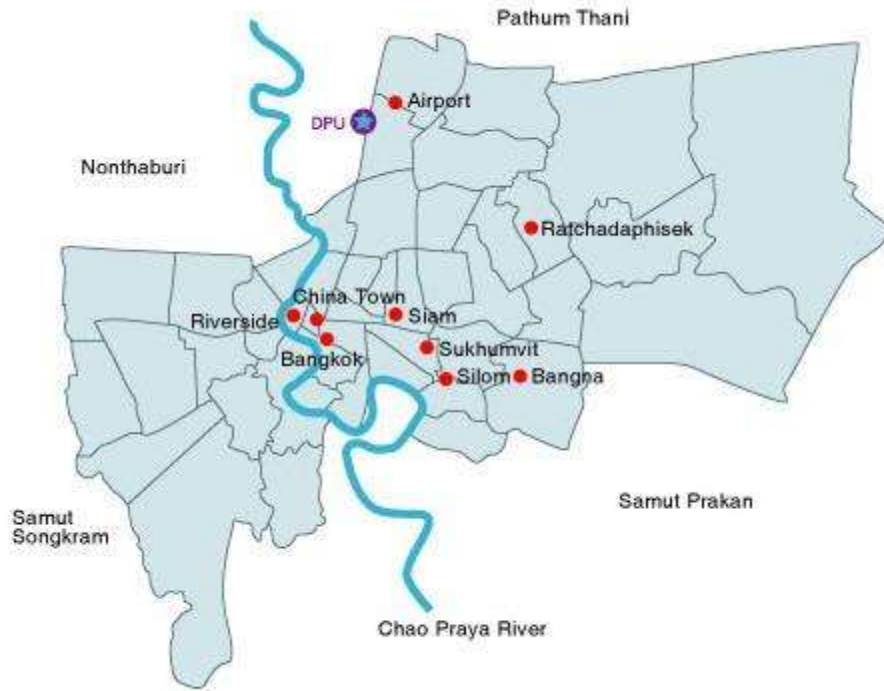 Pathum Thani
Airport
DPU
Nonthaburi
Ratchadaphisek
China Town
Riverside
Siam
Bangkok
Sukhumvit
Silom
Bangna
Samut Prakan
Samut
Songkram
Chao Praya River